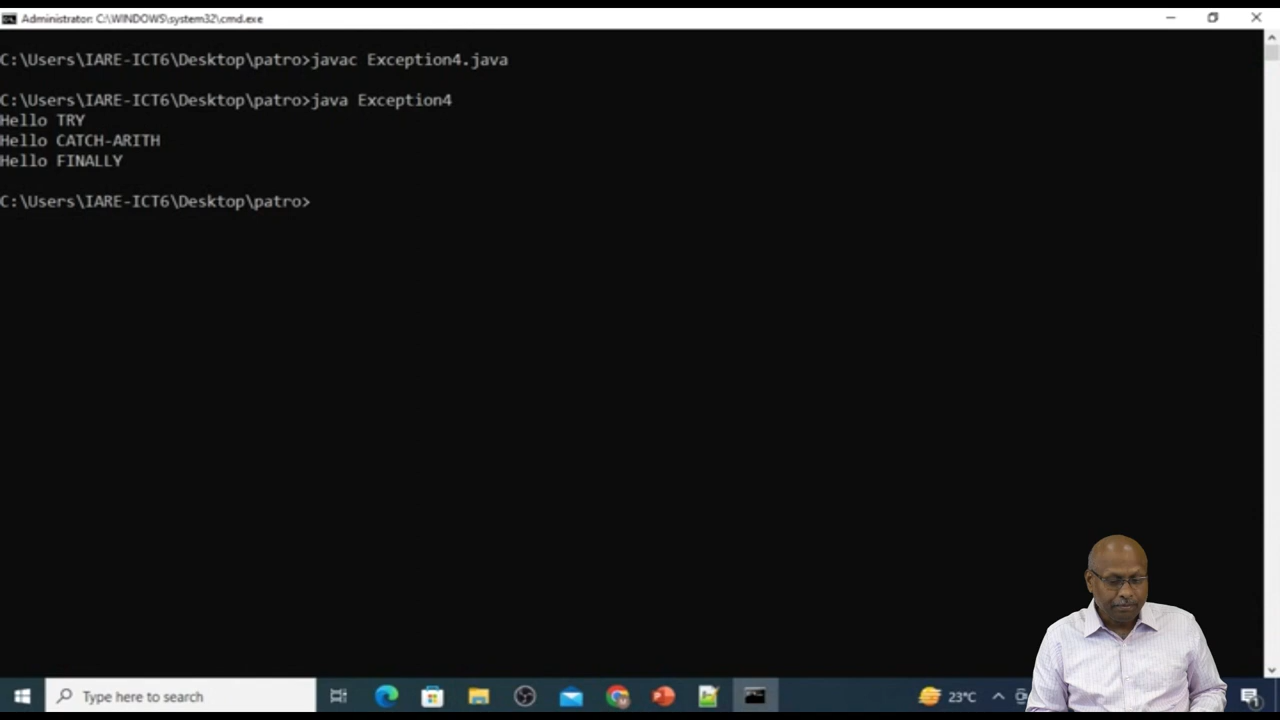 Administrator: C:\WINDOWS\system32\cmd.exe
C:\Users\IARE-ICT6\Desktop\patro>javac Exception4.java
C:\Users\IARE-ICT6\Desktop\patro>java Exception4
Hello TRY
Hello CATCH-ARITH
Hello FINALLY
C:\Users\IARE-ICT6\Desktop\patro>
Type here to search
23°C